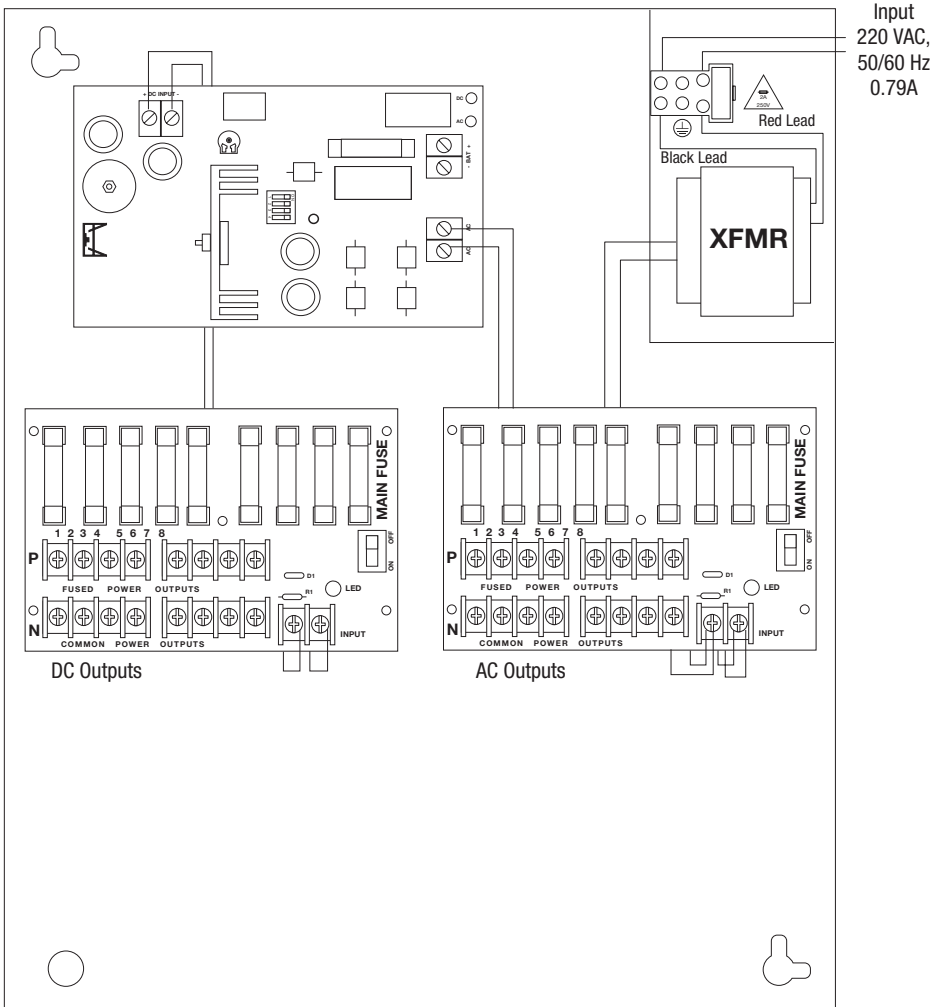 Input
220 VAC,
50/60 Hz
0.79A
+ DC INPUT -
DC
AC
- BAT +
AC
AC
2A
250V
Red Lead
Black Lead
XFMR
MAIN FUSE
1 2 3 4 5 6 7 8
OFF
ON
P
FUSED POWER OUTPUTS
D1
LED
R1
N
COMMON POWER OUTPUTS
INPUT
DC Outputs
MAIN FUSE
1 2 3 4 5 6 7 8
OFF
ON
P
FUSED POWER OUTPUTS
D1
LED
R1
N
COMMON POWER OUTPUTS
INPUT
AC Outputs